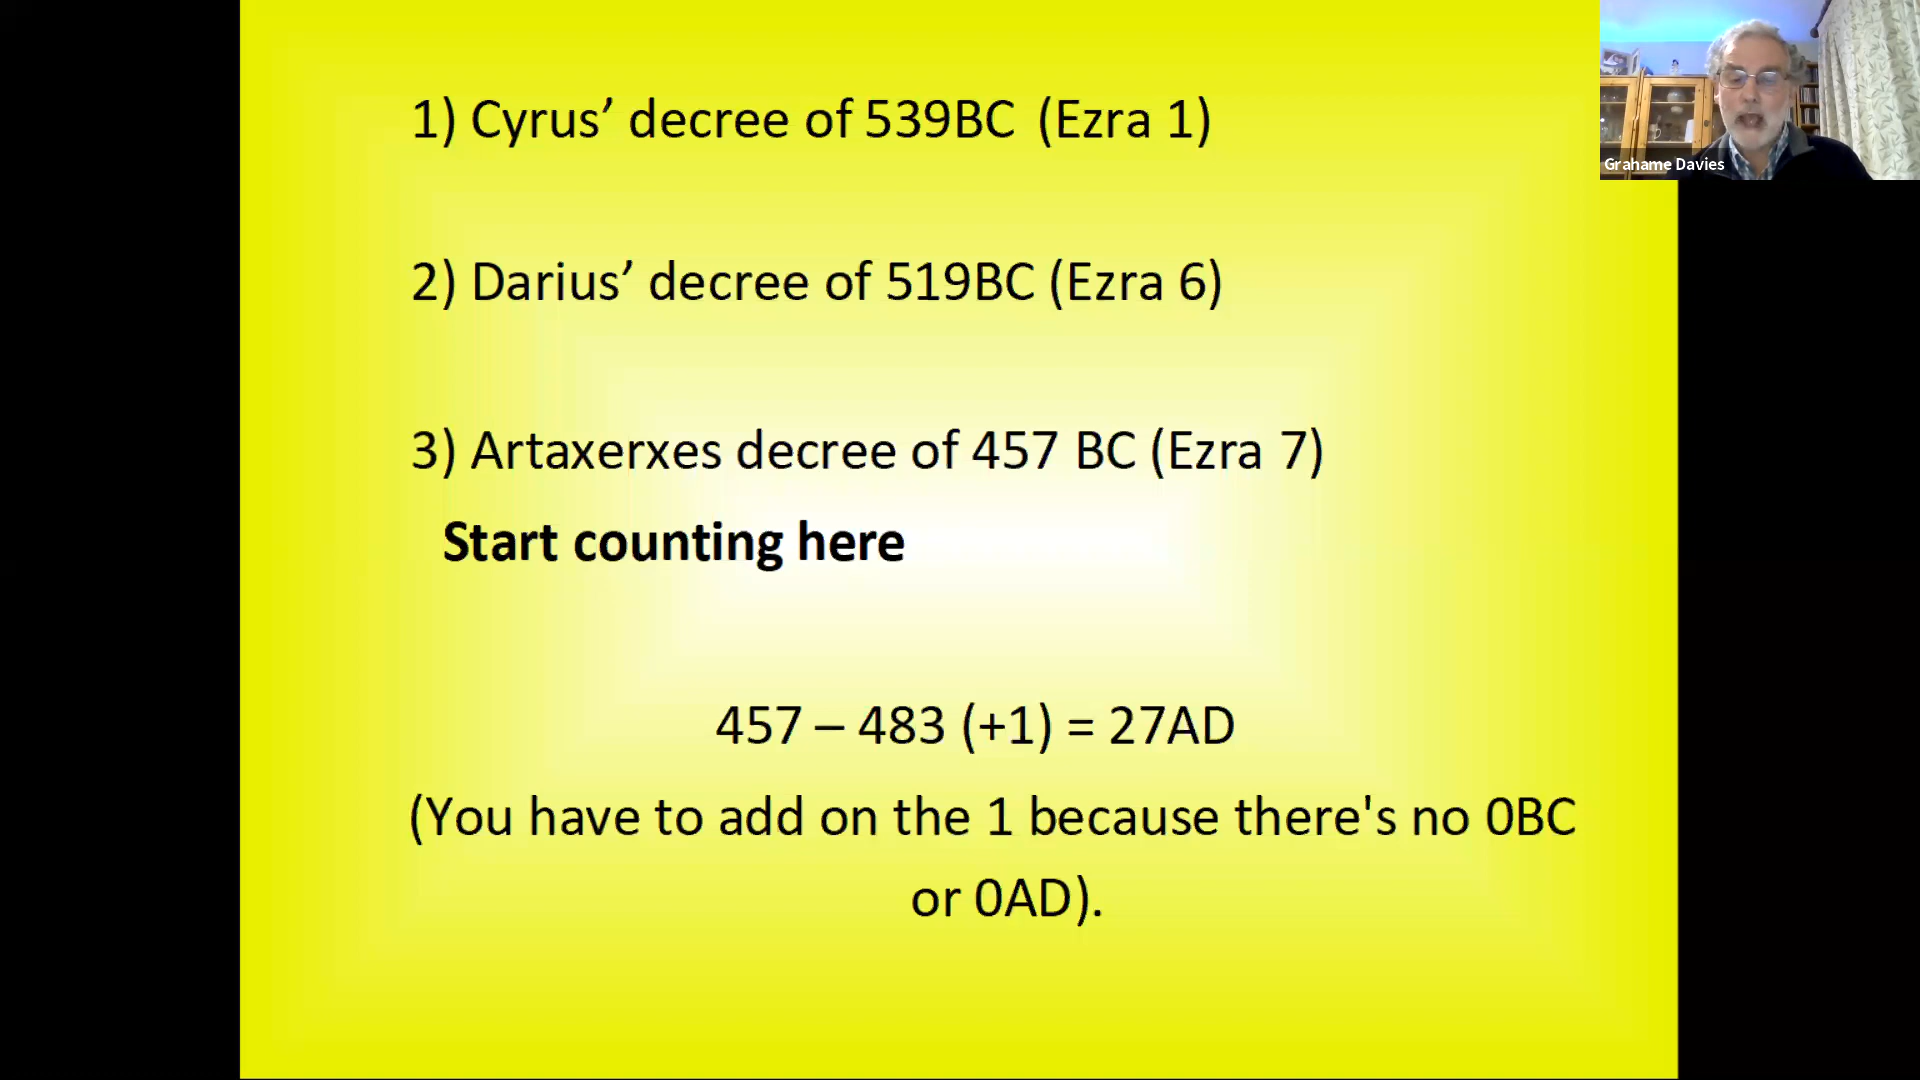 1) Cyrus’ decree of 539BC (Ezra 1)
Grahame Davies
2) Darius’ decree of 519BC (Ezra 6)
3) Artaxerxes decree of 457 BC (Ezra 7)
Start counting here
457 – 483 (+1) = 27AD
(You have to add on the 1 because there's no 0BC
or 0AD).